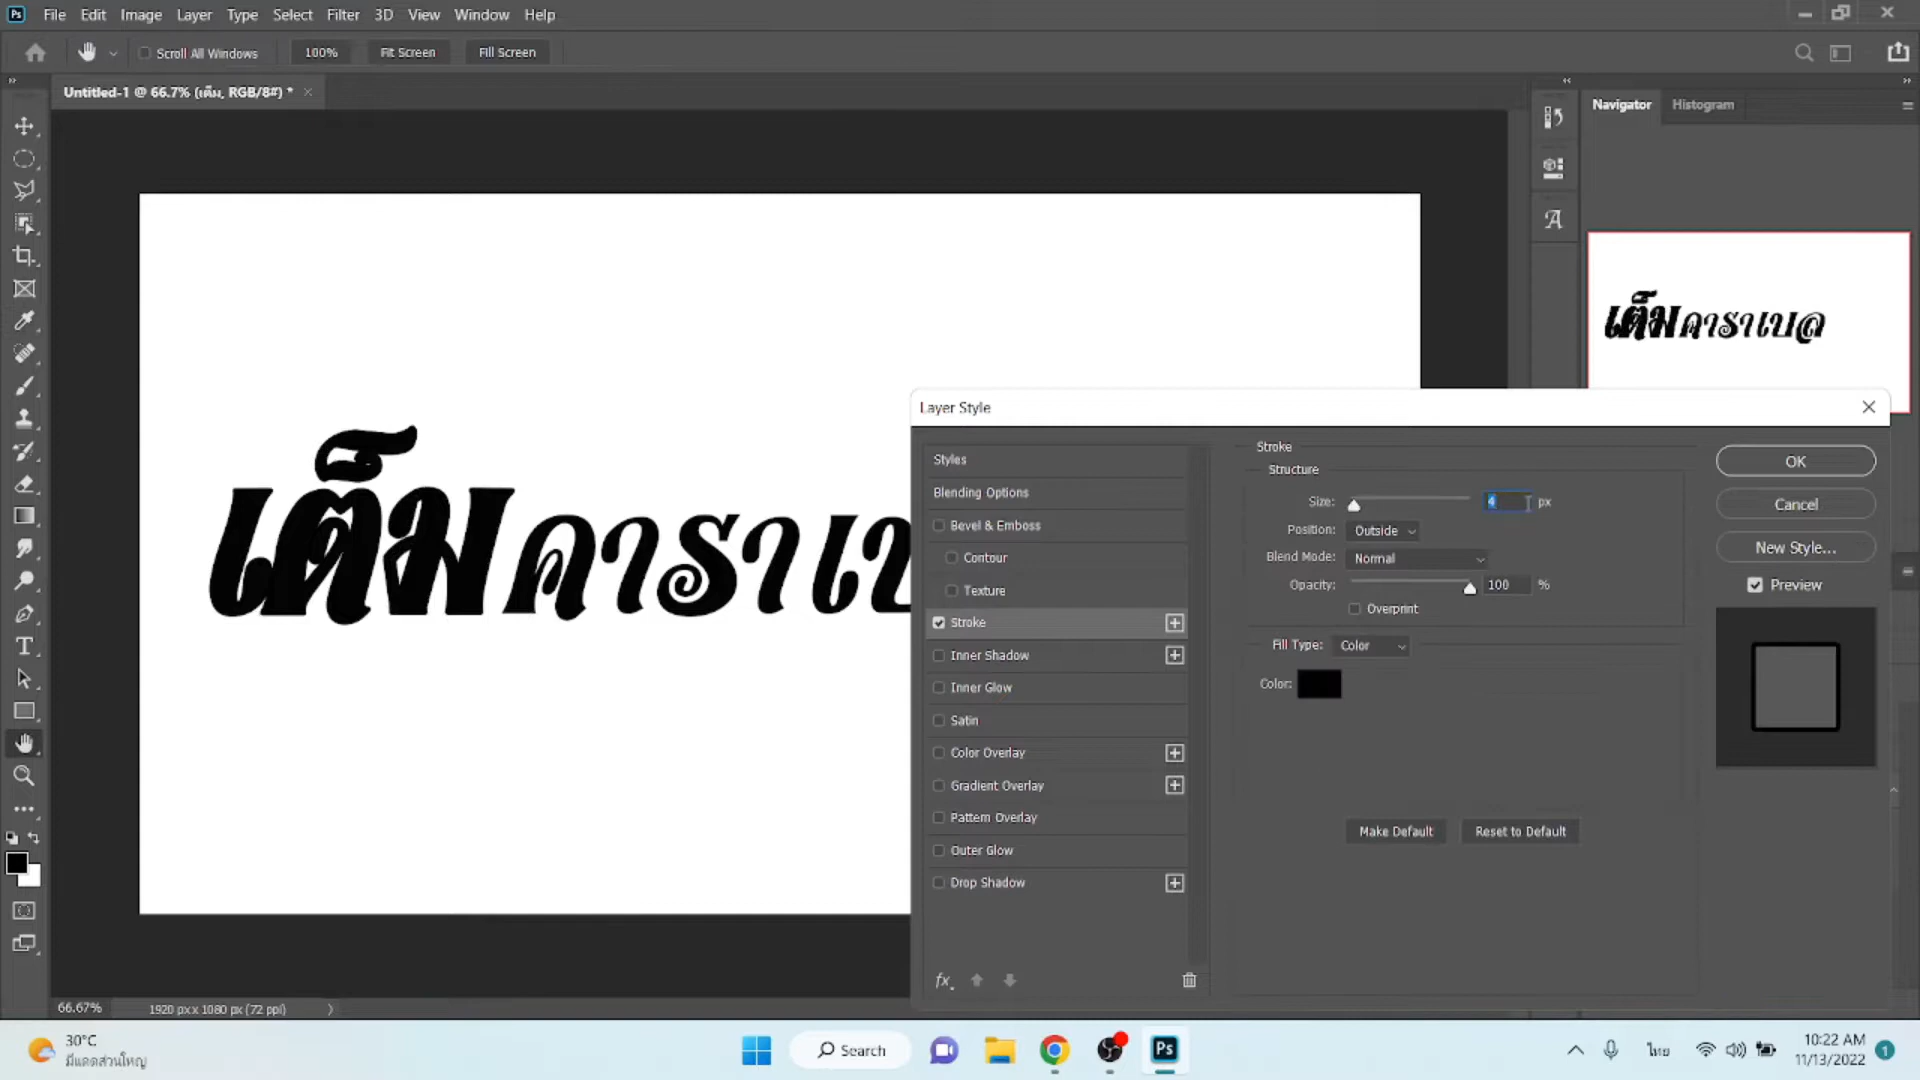 Ps File Edit Image Layer Type Select Filter 3D View Window Help
Scroll All Windows 100% Fit Screen Fill Screen
Untitled-1 @ 66.7% (เต็ม, RGB/8#) * ×
Navigator Histogram
เต็มคาราเบล
เต็มคาราเบ
Layer Style
Styles
Blending Options
Bevel & Emboss
Contour
Texture
Stroke
Inner Shadow
Inner Glow
Satin
Color Overlay
Gradient Overlay
Pattern Overlay
Outer Glow
Drop Shadow
fx
Stroke
Structure
Size: 4 px
Position: Outside
Blend Mode: Normal
Opacity: 100 %
Overprint
Fill Type: Color
Color:
Make Default Reset to Default
OK
Cancel
New Style...
Preview
66.67% 1920 px x 1080 px (72 ppi)
30°C
มีแดดส่วนใหญ่
Search
Ps
ไทย
10:22 AM
11/13/2022
1